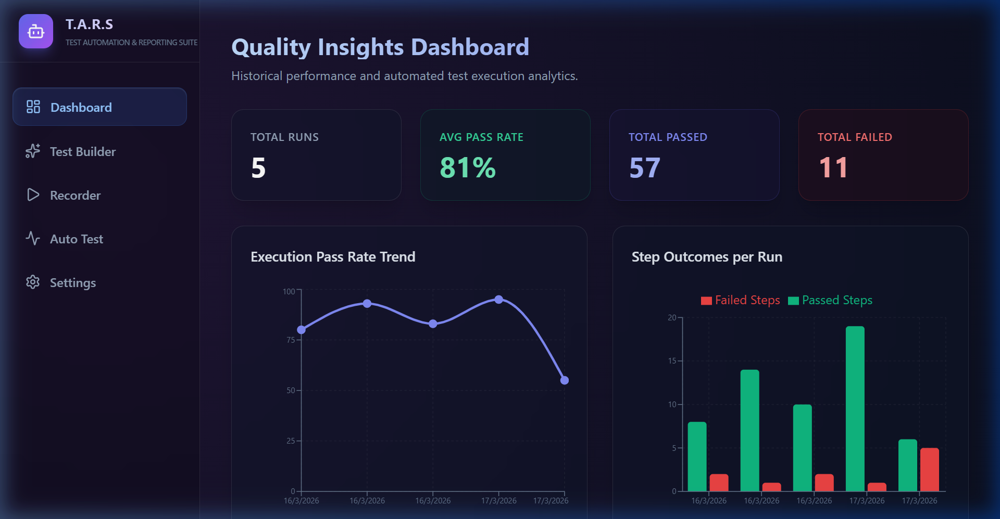 T.A.R.S
TEST AUTOMATION & REPORTING SUITE
Dashboard
Test Builder
Recorder
Auto Test
Settings
Quality Insights Dashboard
Historical performance and automated test execution analytics.
TOTAL RUNS
5
AVG PASS RATE
81%
TOTAL PASSED
57
TOTAL FAILED
11
Execution Pass Rate Trend
100
75
50
25
0
16/3/2026 16/3/2026 16/3/2026 17/3/2026 17/3/2026
Step Outcomes per Run
Failed Steps Passed Steps
20
15
10
5
0
16/3/2026 16/3/2026 16/3/2026 17/3/2026 17/3/2026